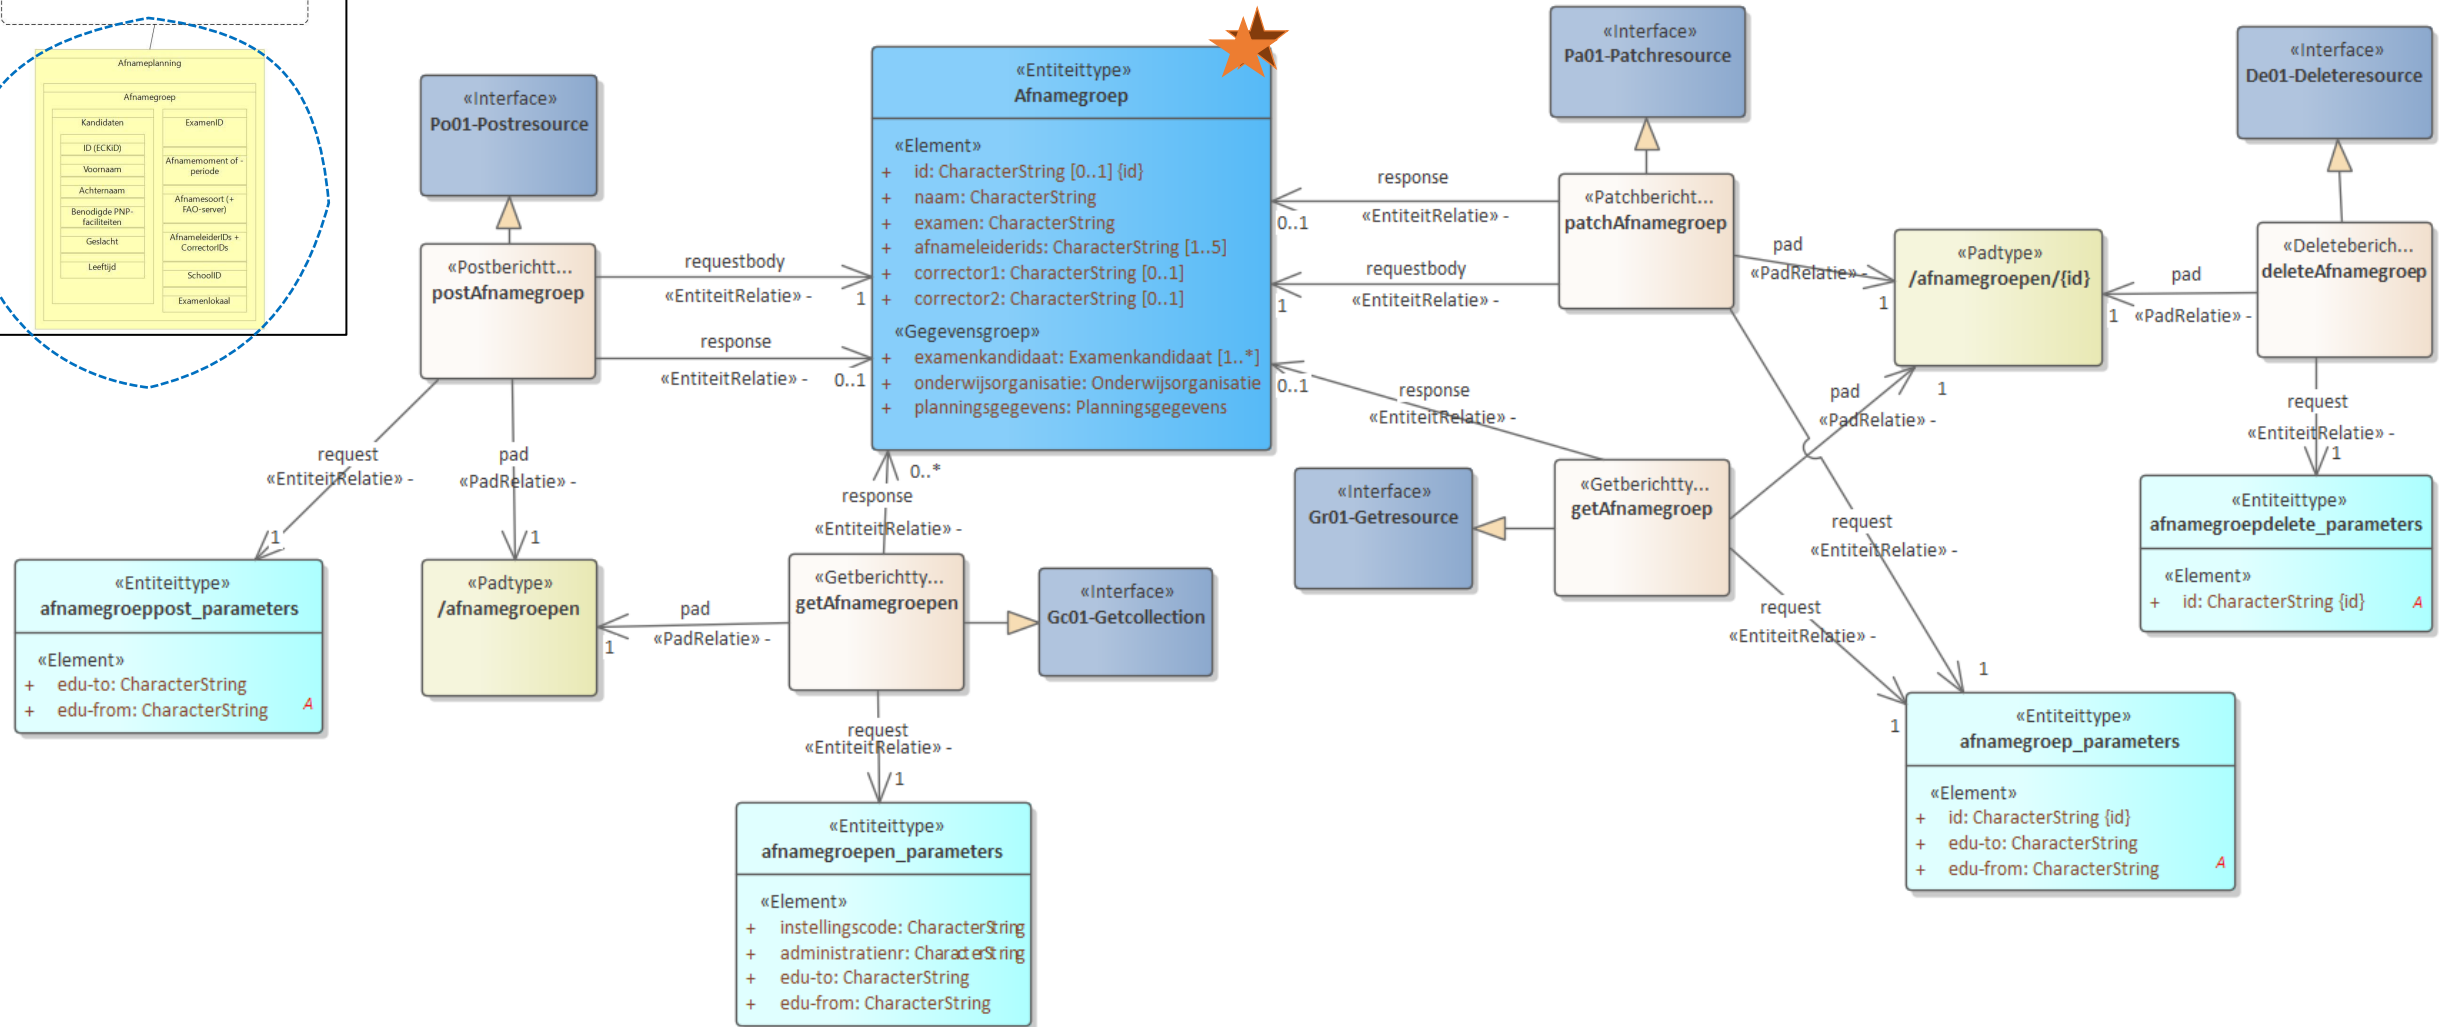 Afnameplanning
Afnamegroep
Kandidaten
ID (ECKiD)
Voornaam
Achternaam
Benodigde PNP-
faciliteiten
Geslacht
Leeftijd
ExamenID
Afnamemoment of -
periode
Afnamesoort (+
FAO-server)
AfnameleiderIDs +
CorrectorIDs
SchoolID
Examenlokaal
«Interface»
Po01-Postresource
«Postberichtt...
postAfnamegroep
requestbody
«EntiteitRelatie» -
1
response
«EntiteitRelatie» -
0..1
request
«EntiteitRelatie» -
1
pad
«PadRelatie» -
1
«Entiteittype»
afnamegroeppost_parameters
«Element»
+ edu-to: CharacterString
+ edu-from: CharacterString
A
«Padtype»
/afnamegroepen
pad
«PadRelatie» -
1
«Entiteittype»
Afnamegroep
«Element»
+ id: CharacterString [0..1] {id}
+ naam: CharacterString
+ examen: CharacterString
+ afnameleiderids: CharacterString [1..5]
+ corrector1: CharacterString [0..1]
+ corrector2: CharacterString [0..1]
«Gegevensgroep»
+ examenkandidaat: Examenkandidaat [1..*]
+ onderwijsorganisatie: Onderwijsorganisatie
+ planningsgegevens: Planningsgegevens
0..*
response
«EntiteitRelatie» -
«Getberichtty...
getAfnamegroepen
«Interface»
Gc01-Getcollection
request
«EntiteitRelatie» -
1
«Entiteittype»
afnamegroepen_parameters
«Element»
+ instellingscode: CharacterString
+ administratienr: CharacterString
+ edu-to: CharacterString
+ edu-from: CharacterString
«Interface»
Pa01-Patchresource
«Patchbericht...
patchAfnamegroep
response
«EntiteitRelatie» -
0..1
requestbody
«EntiteitRelatie» -
1
response
«EntiteitRelatie» -
0..1
«Interface»
Gr01-Getresource
«Getberichtty...
getAfnamegroep
pad
«PadRelatie» -
1
pad
«PadRelatie» -
1
«Padtype»
/afnamegroepen/{id}
pad
«PadRelatie» -
1
«Interface»
De01-Deleteresource
«Deleteberich...
deleteAfnamegroep
request
«EntiteitRelatie» -
1
«Entiteittype»
afnamegroepdelete_parameters
«Element»
+ id: CharacterString {id}
A
request
«EntiteitRelatie» -
1
request
«EntiteitRelatie» -
1
«Entiteittype»
afnamegroep_parameters
«Element»
+ id: CharacterString {id}
+ edu-to: CharacterString
+ edu-from: CharacterString
A